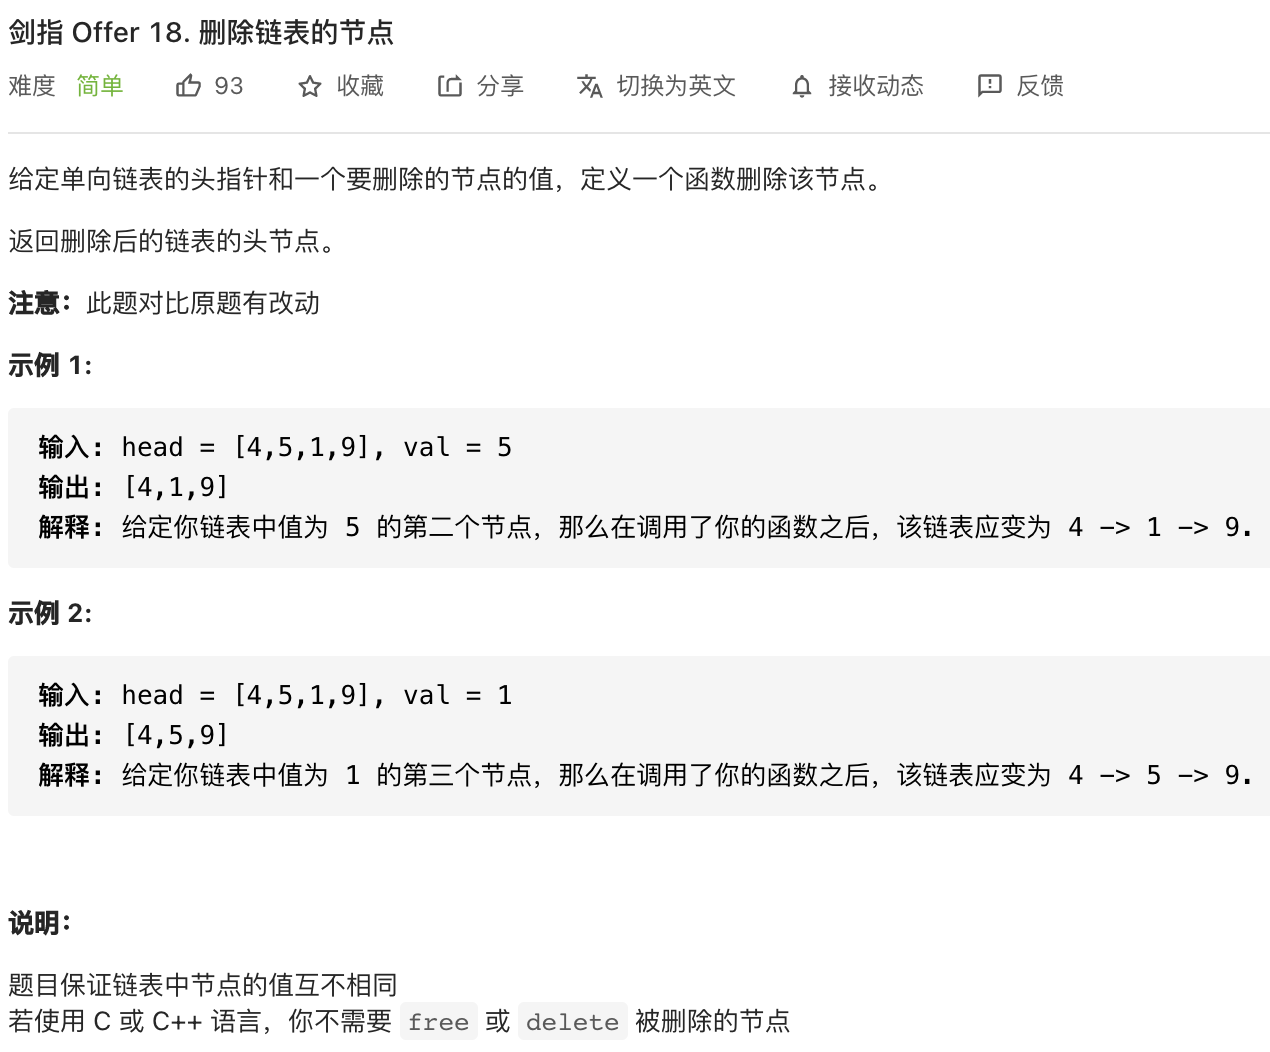 剑指 Offer 18. 删除链表的节点
难度 简单 93 收藏 分享 切换为英文 接收动态 反馈
给定单向链表的头指针和一个要删除的节点的值，定义一个函数删除该节点。
返回删除后的链表的头节点。
注意：此题对比原题有改动
示例 1:
输入: head = [4,5,1,9], val = 5
输出: [4,1,9]
解释: 给定你链表中值为 5 的第二个节点，那么在调用了你的函数之后，该链表应变为 4 -> 1 -> 9.
示例 2:
输入: head = [4,5,1,9], val = 1
输出: [4,5,9]
解释: 给定你链表中值为 1 的第三个节点，那么在调用了你的函数之后，该链表应变为 4 -> 5 -> 9.
说明：
题目保证链表中节点的值互不相同
若使用 C 或 C++ 语言，你不需要 free 或 delete 被删除的节点